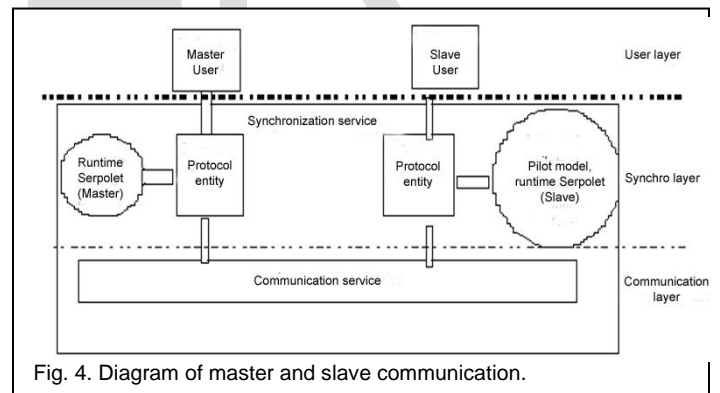 Master
User
Slave
User
User layer
Synchronization service
Runtime
Serpolet
(Master)
Protocol
entity
Protocol
entity
Pilot model,
runtime Serpolet
(Slave)
Synchro layer
Communication service
Communication
layer
Fig. 4. Diagram of master and slave communication.